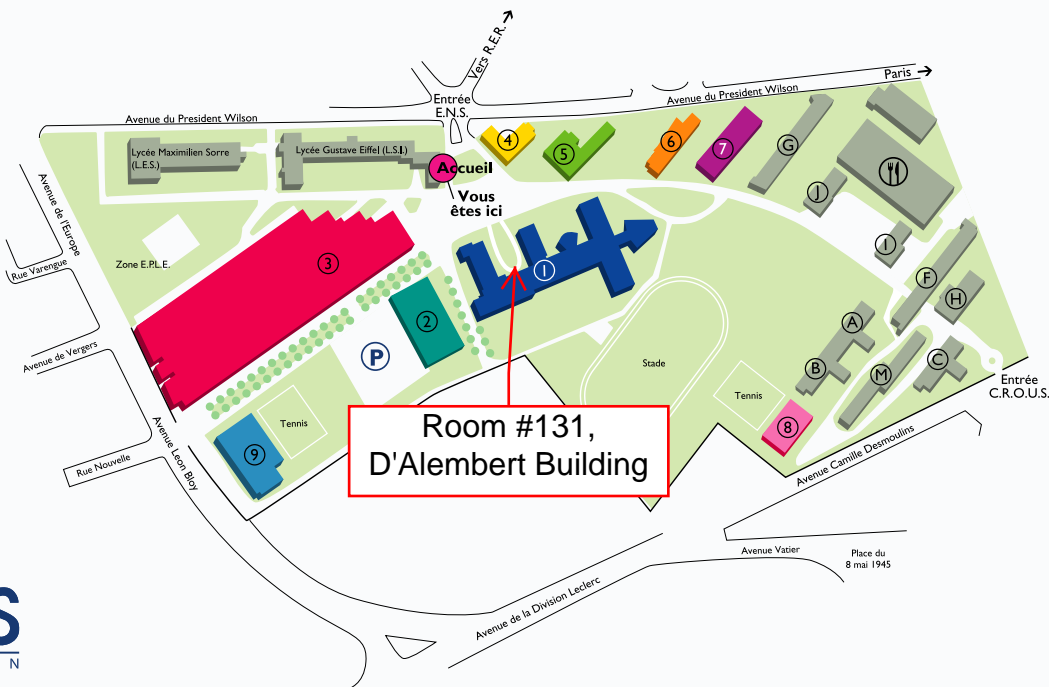 Vers R.E.R.
Paris
Entrée
E.N.S.
Avenue du President Wilson
Avenue du President Wilson
4
5
6
7
G
Lycée Maximilien Sorre
(L.E.S.)
Lycée Gustave Eiffel (L.S.I.)
Accueil
Vous
êtes ici
J
I
Avenue de l'Europe
Rue Varengue
Zone E.P.L.E.
3
1
F
H
2
A
P
Stade
B
M
C
Avenue de Vergers
Entrée
C.R.O.U.S.
Tennis
Tennis
8
Room #131,
D'Alembert Building
9
Rue Nouvelle
Avenue Leon Bloy
Avenue Camille Desmoulins
Avenue Vatier
Place du
8 mai 1945
Avenue de la Division Leclerc
S
N